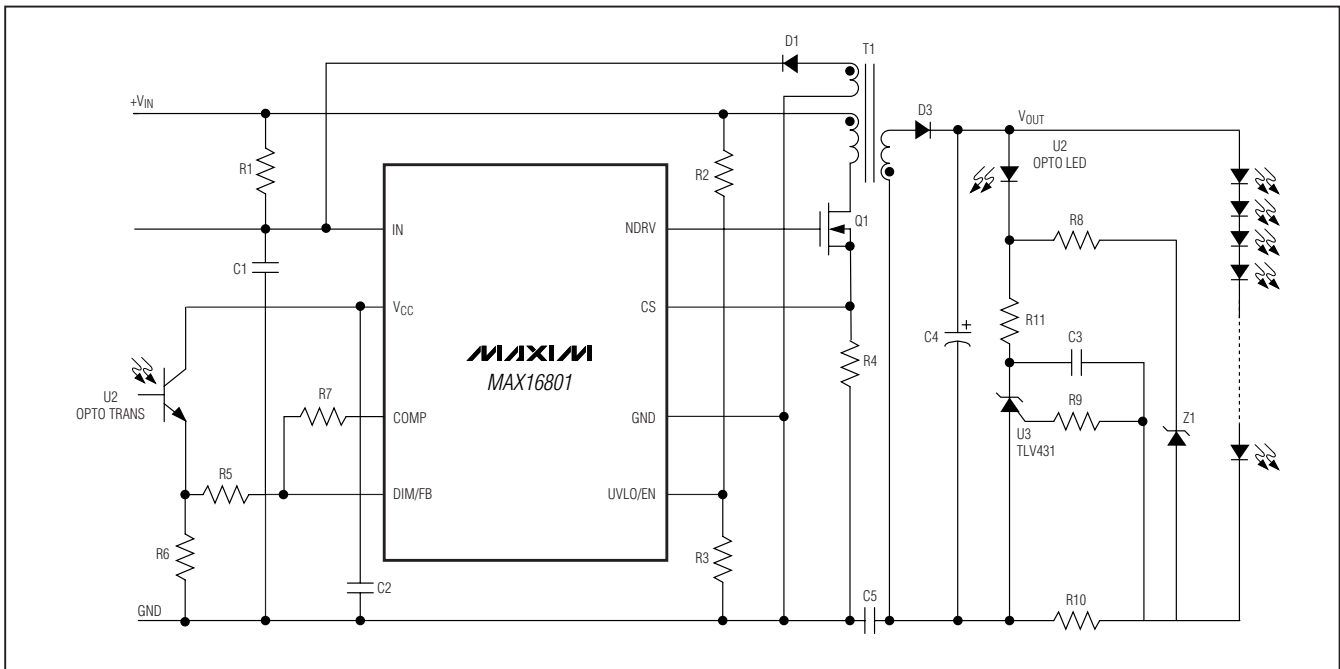 D1
T1
+VIN
D3
VOUT
U2
OPTO LED
R1
R2
IN
NDRV
Q1
R8
C1
VCC
CS
R11
C3
C4
MAXIM
MAX16801
R4
U2
OPTO TRANS
R7
COMP
GND
R9
Z1
U3
TLV431
R5
DIM/FB
UVLO/EN
R6
R3
C2
C5
R10
GND